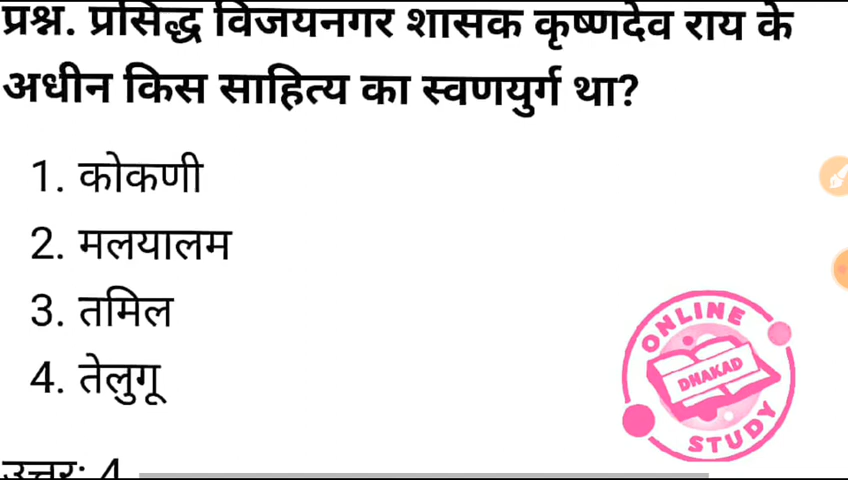 प्रश्न. प्रसिद्ध विजयनगर शासक कृष्णदेव राय के
अधीन किस साहित्य का स्वणयुर्ग था?
1. कोकणी
2. मलयालम
3. तमिल
4. तेलुगू
ONLINE
DHAKAD
STUDY
उत्तर: 4